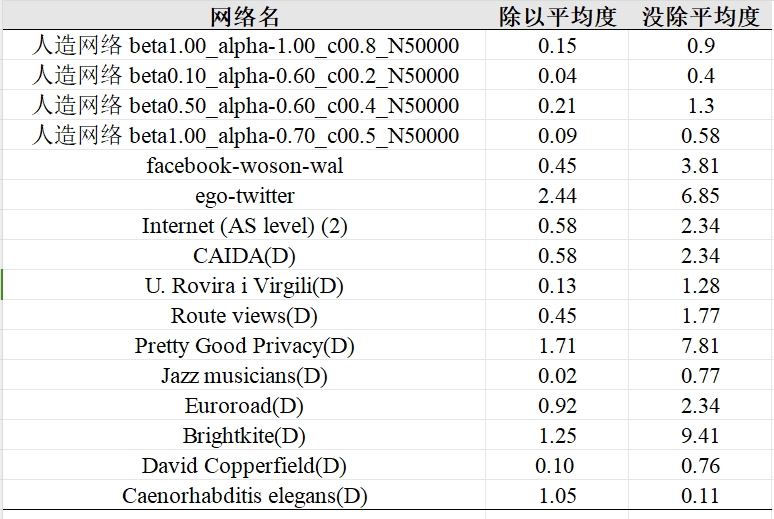 网络名 除以平均度 没除平均度
人造网络 beta1.00_alpha-1.00_c00.8_N50000 0.15 0.9
人造网络 beta0.10_alpha-0.60_c00.2_N50000 0.04 0.4
人造网络 beta0.50_alpha-0.60_c00.4_N50000 0.21 1.3
人造网络 beta1.00_alpha-0.70_c00.5_N50000 0.09 0.58
facebook-woson-wal 0.45 3.81
ego-twitter 2.44 6.85
Internet (AS level) (2) 0.58 2.34
CAIDA(D) 0.58 2.34
U. Rovira i Virgili(D) 0.13 1.28
Route views(D) 0.45 1.77
Pretty Good Privacy(D) 1.71 7.81
Jazz musicians(D) 0.02 0.77
Euroroad(D) 0.92 2.34
Brightkite(D) 1.25 9.41
David Copperfield(D) 0.10 0.76
Caenorhabditis elegans(D) 1.05 0.11